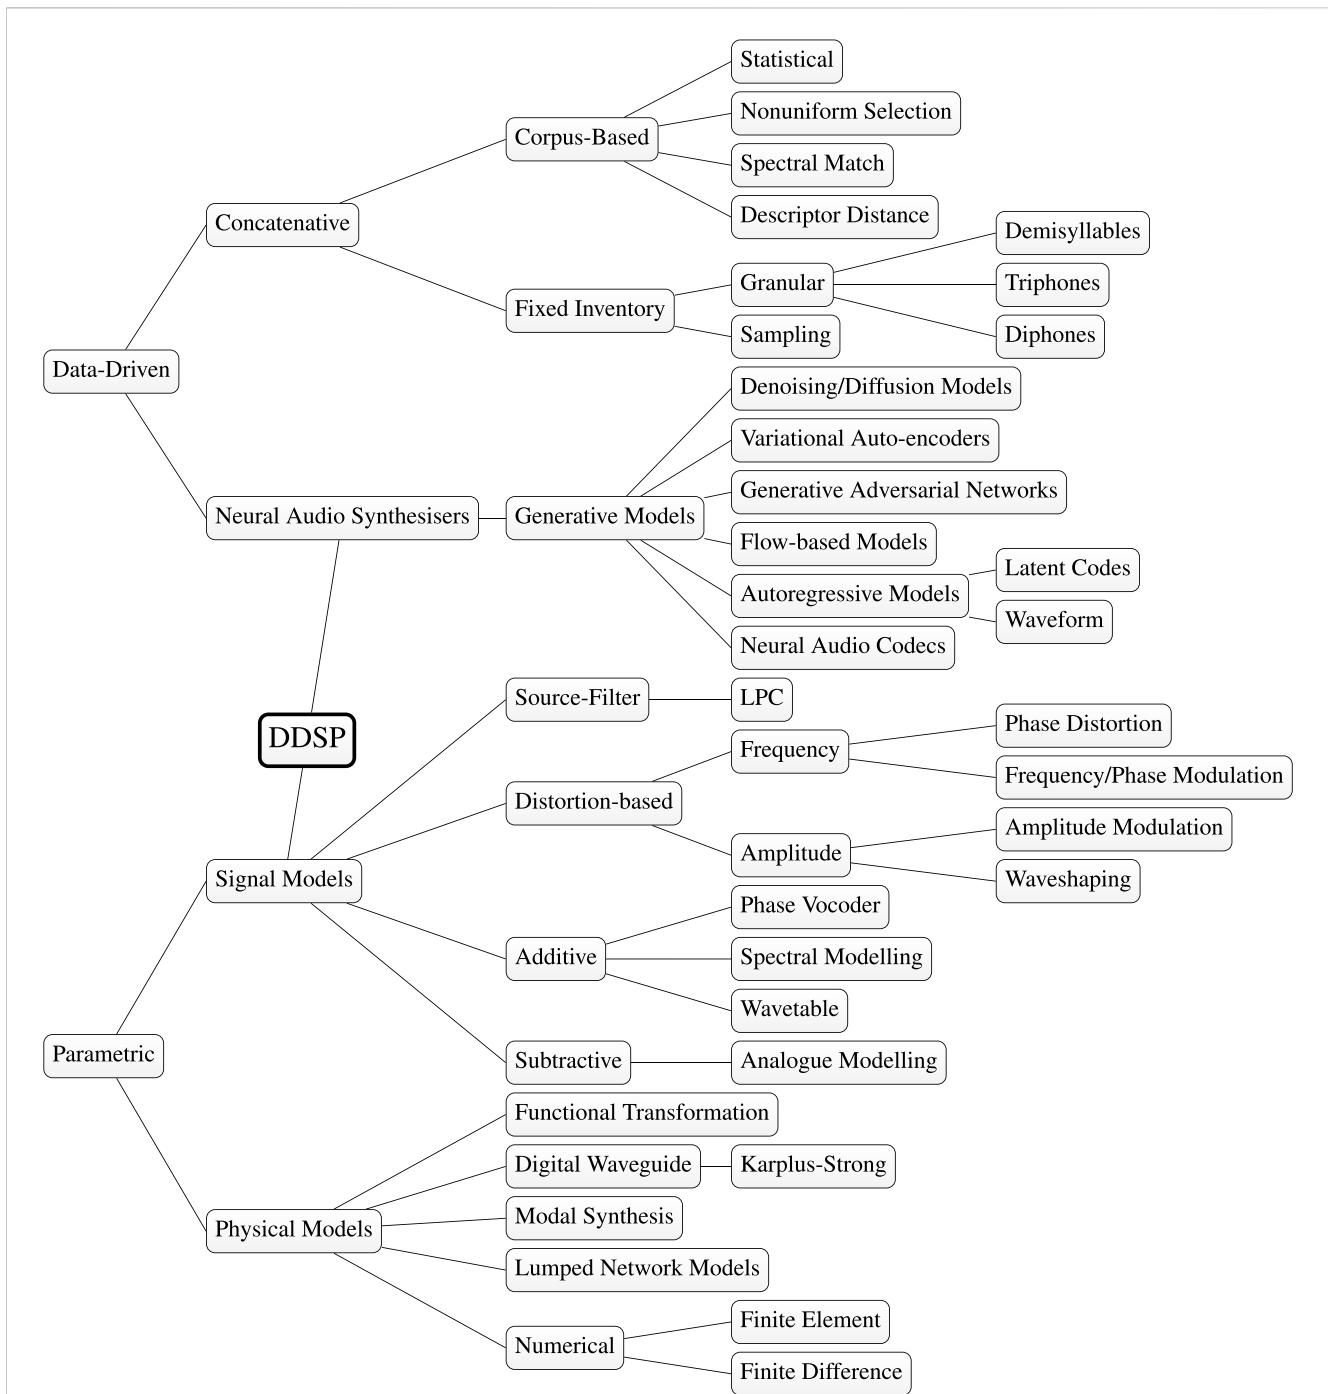 Statistical
Nonuniform Selection
Corpus-Based
Spectral Match
Descriptor Distance
Concatenative
Demisyllables
Granular
Triphones
Fixed Inventory
Sampling
Diphones
Data-Driven
Denoising/Diffusion Models
Variational Auto-encoders
Generative Adversarial Networks
Neural Audio Synthesisers
Generative Models
Flow-based Models
Latent Codes
Autoregressive Models
Waveform
Neural Audio Codecs
Source-Filter
LPC
DDSP
Phase Distortion
Frequency
Frequency/Phase Modulation
Distortion-based
Amplitude Modulation
Amplitude
Waveshaping
Signal Models
Phase Vocoder
Additive
Spectral Modelling
Wavetable
Parametric
Subtractive
Analogue Modelling
Functional Transformation
Digital Waveguide
Karplus-Strong
Modal Synthesis
Physical Models
Lumped Network Models
Finite Element
Numerical
Finite Difference